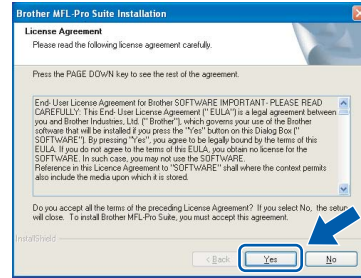 Brother MFL-Pro Suite Installation
License Agreement
Please read the following license agreement carefully.
Press the PAGE DOWN key to see the rest of the agreement.
End- User License Agreement for Brother SOFTWARE IMPORTANT- PLEASE READ
CAREFULLY: This End-User License Agreement ("EULA") is a legal agreement between
you and Brother Industries, Ltd. ("Brother"), which governs your use of the Brother
software that will be installed if you press the "Yes" button on this Dialog Box ("
SOFTWARE"). By pressing "Yes", you agree to be legally bound by the terms of this
EULA. If you do not agree to the terms of this EULA, you obtain no license for the
SOFTWARE. In such case, you may not use the SOFTWARE.
Reference in this License Agreement to "SOFTWARE" shall where the context permits
also include the media upon which it is stored.
Do you accept all the terms of the preceding License Agreement? If you select No, the setup
will close. To install Brother MFL-Pro Suite, you must accept this agreement.
InstallShield
< Back
Yes
No